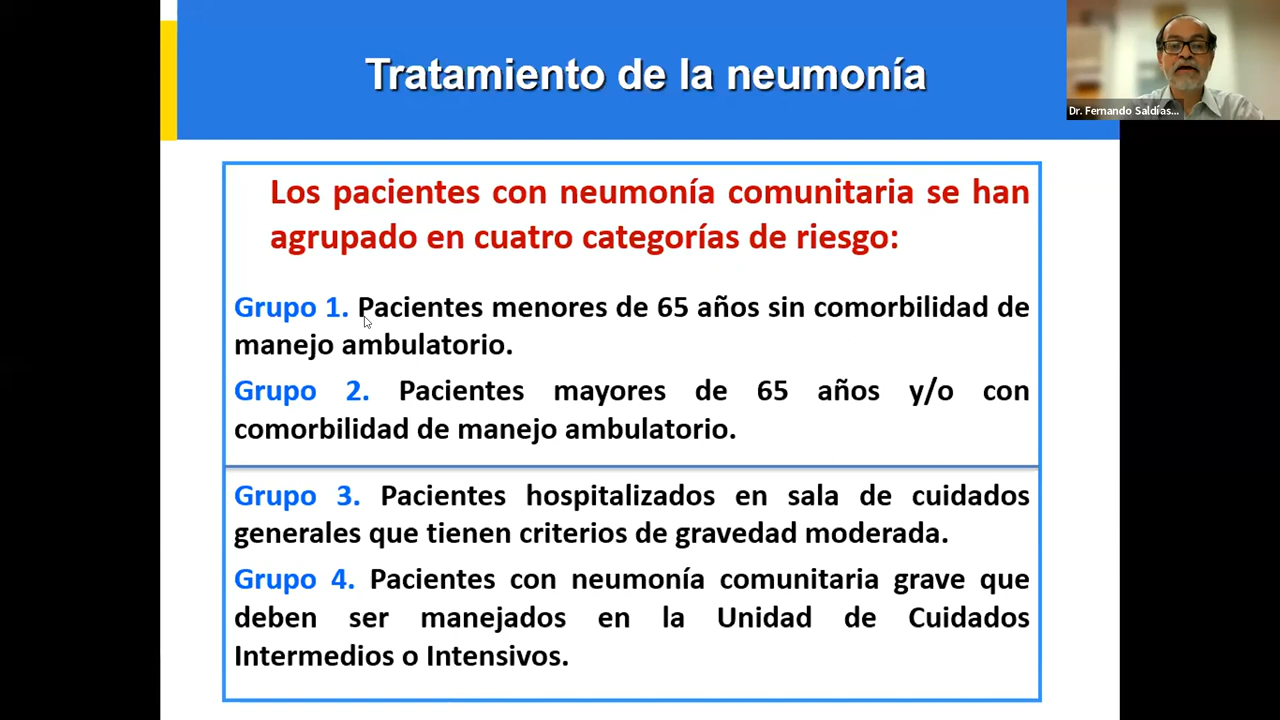 Tratamiento de la neumonía
Dr. Fernando Saldías...
Los pacientes con neumonía comunitaria se han
agrupado en cuatro categorías de riesgo:
Grupo 1. Pacientes menores de 65 años sin comorbilidad de
manejo ambulatorio.
Grupo 2. Pacientes mayores de 65 años y/o con
comorbilidad de manejo ambulatorio.
Grupo 3. Pacientes hospitalizados en sala de cuidados
generales que tienen criterios de gravedad moderada.
Grupo 4. Pacientes con neumonía comunitaria grave que
deben ser manejados en la Unidad de Cuidados
Intermedios o Intensivos.